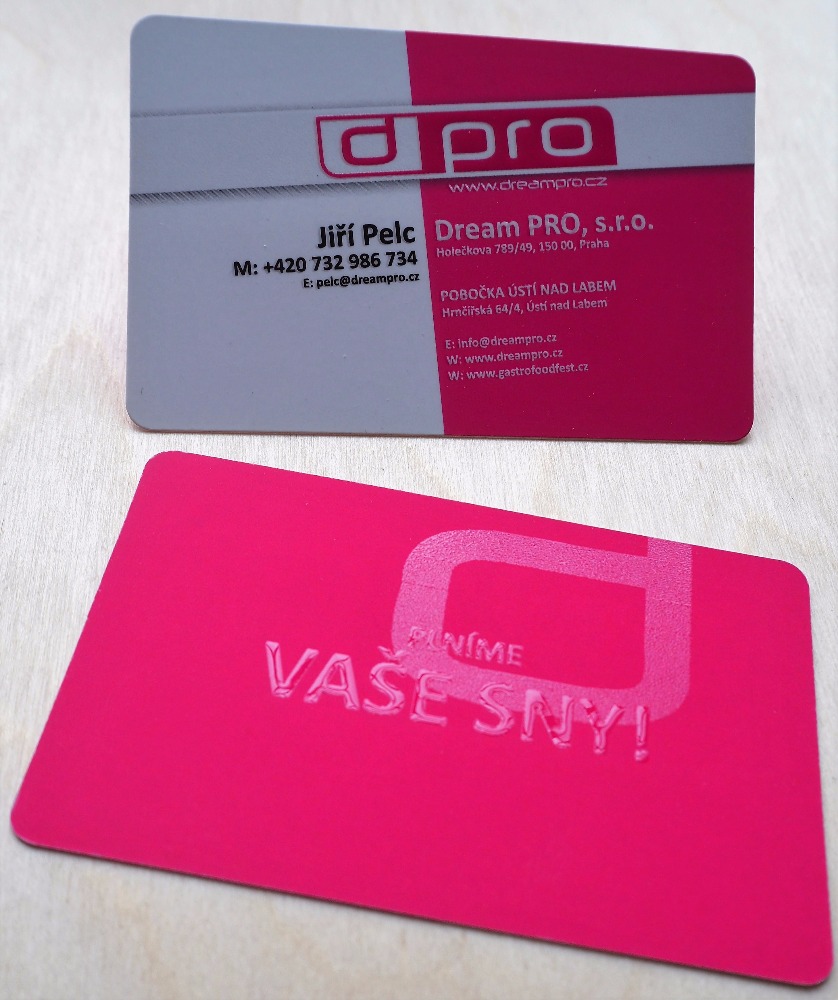 d pro
www.dreampro.cz
Jiří Pelc
M: +420 732 986 734
E: pelc@dreampro.cz
Dream PRO, s.r.o.
Holečkova 789/49, 150 00, Praha
POBOČKA ÚSTÍ NAD LABEM
Hrnčířská 64/4, Ústí nad Labem
E: info@dreampro.cz
W: www.dreampro.cz
W: www.gastrofoodfest.cz
d
PLNÍME
VAŠE SNY!